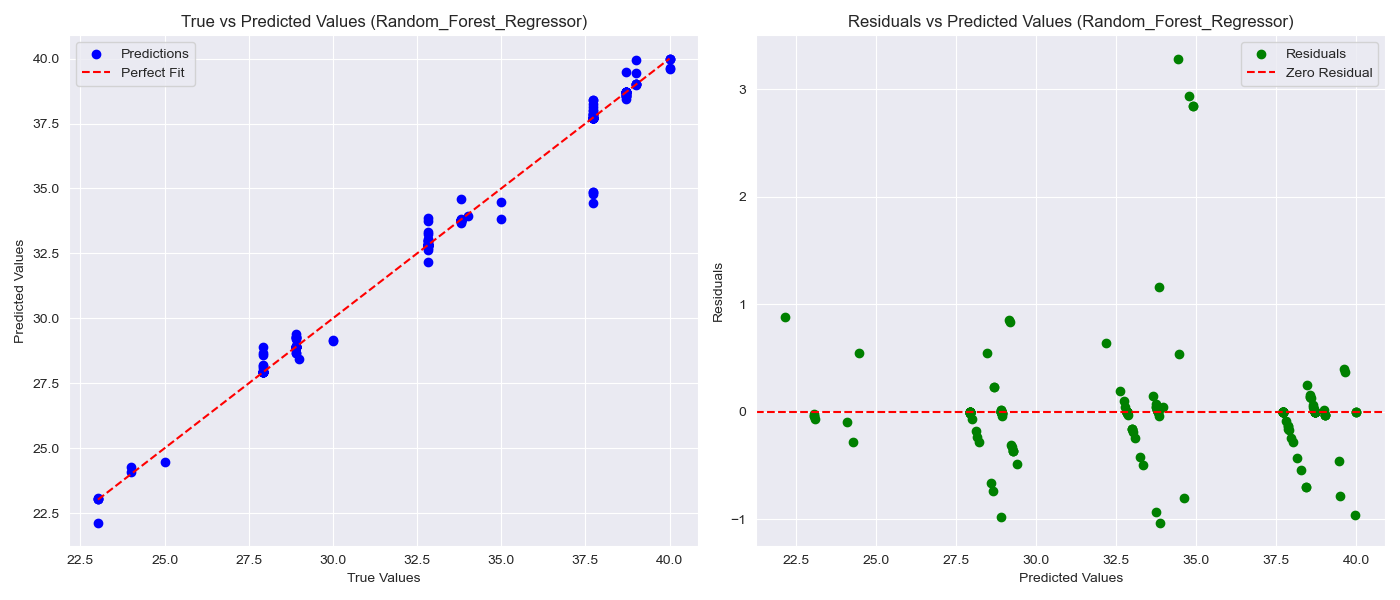 True vs Predicted Values (Random_Forest_Regressor)
Predictions
Perfect Fit
40.0
37.5
35.0
32.5
30.0
27.5
25.0
22.5
Predicted Values
22.5 25.0 27.5 30.0 32.5 35.0 37.5 40.0
True Values
Residuals vs Predicted Values (Random_Forest_Regressor)
Residuals
Zero Residual
3
2
1
0
−1
Residuals
22.5 25.0 27.5 30.0 32.5 35.0 37.5 40.0
Predicted Values